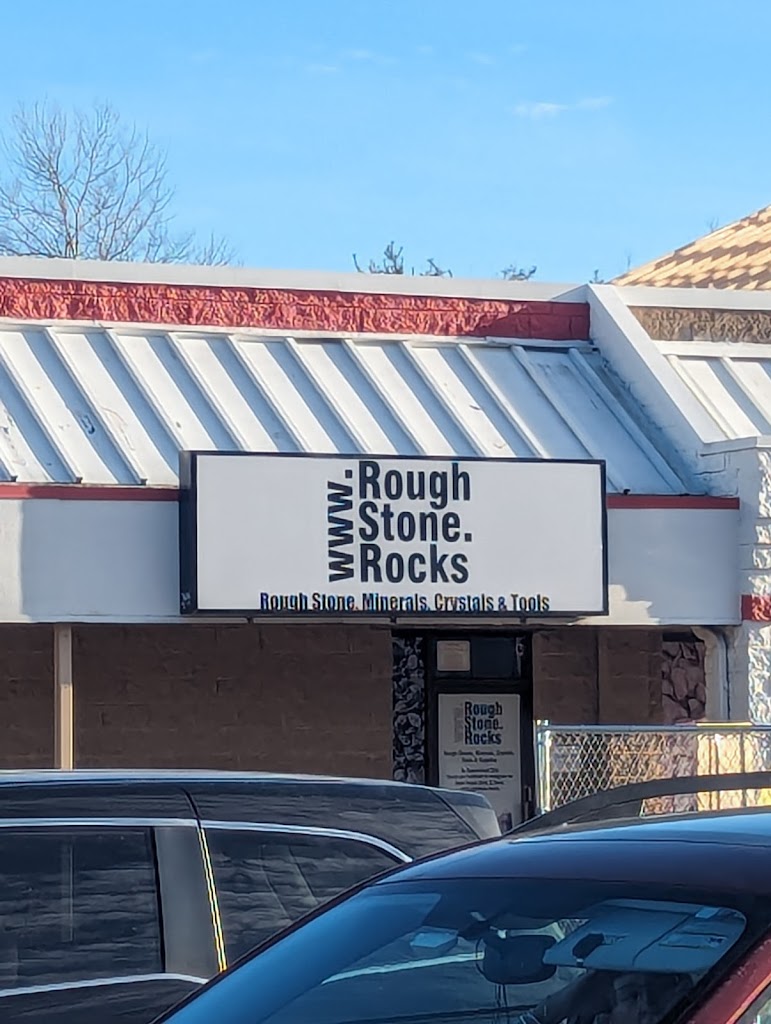 www.
Rough
Stone.
Rocks
Rough Stone, Minerals, Crystals & Tools
Rough
Stone.
Rocks